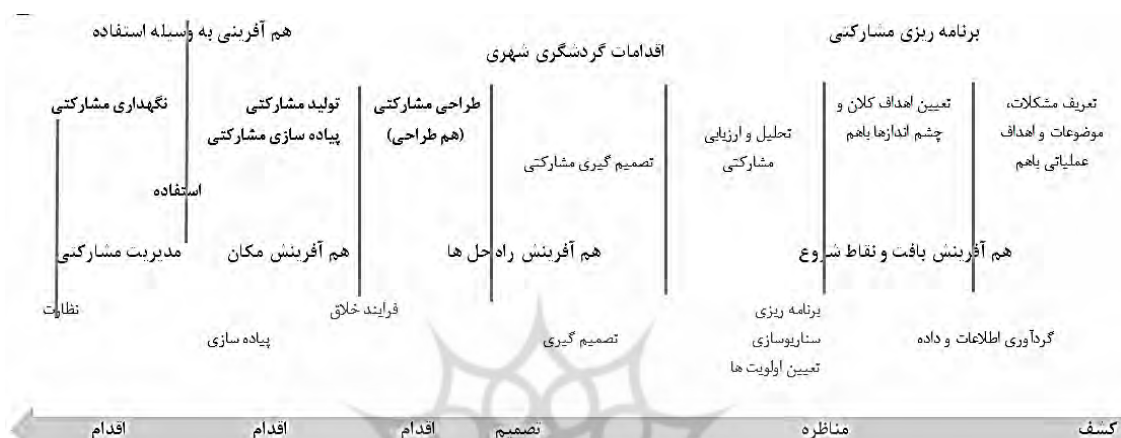 برنامه ریزی مشارکتی
اقدامات گردشگری شهری
هم آفرینی به وسیله استفاده
تعریف مشکلات،
موضوعات و اهداف
عملیاتی باهم
تعیین اهداف کلان و
چشم اندازها باهم
تحلیل و ارزیابی
مشارکتی
تصمیم گیری مشارکتی
طراحی مشارکتی
(هم طراحی)
تولید مشارکتی
پیاده سازی مشارکتی
نگهداری مشارکتی
استفاده
هم آفرینش بافت و نقاط شروع
هم آفرینش راه حل ها
هم آفرینش مکان
مدیریت مشارکتی
گردآوری اطلاعات و داده
برنامه ریزی
سناریوسازی
تعیین اولویت ها
تصمیم گیری
فرایند خلاق
پیاده سازی
نظارت
کشف
مناظره
تصمیم
اقدام
اقدام
اقدام